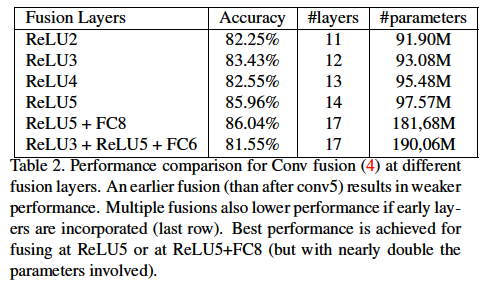 Fusion Layers Accuracy #layers #parameters
ReLU2 82.25% 11 91.90M
ReLU3 83.43% 12 93.08M
ReLU4 82.55% 13 95.48M
ReLU5 85.96% 14 97.57M
ReLU5 + FC8 86.04% 17 181,68M
ReLU3 + ReLU5 + FC6 81.55% 17 190,06M
Table 2. Performance comparison for Conv fusion (4) at different
fusion layers. An earlier fusion (than after conv5) results in weaker
performance. Multiple fusions also lower performance if early lay-
ers are incorporated (last row). Best performance is achieved for
fusing at ReLU5 or at ReLU5+FC8 (but with nearly double the
parameters involved).